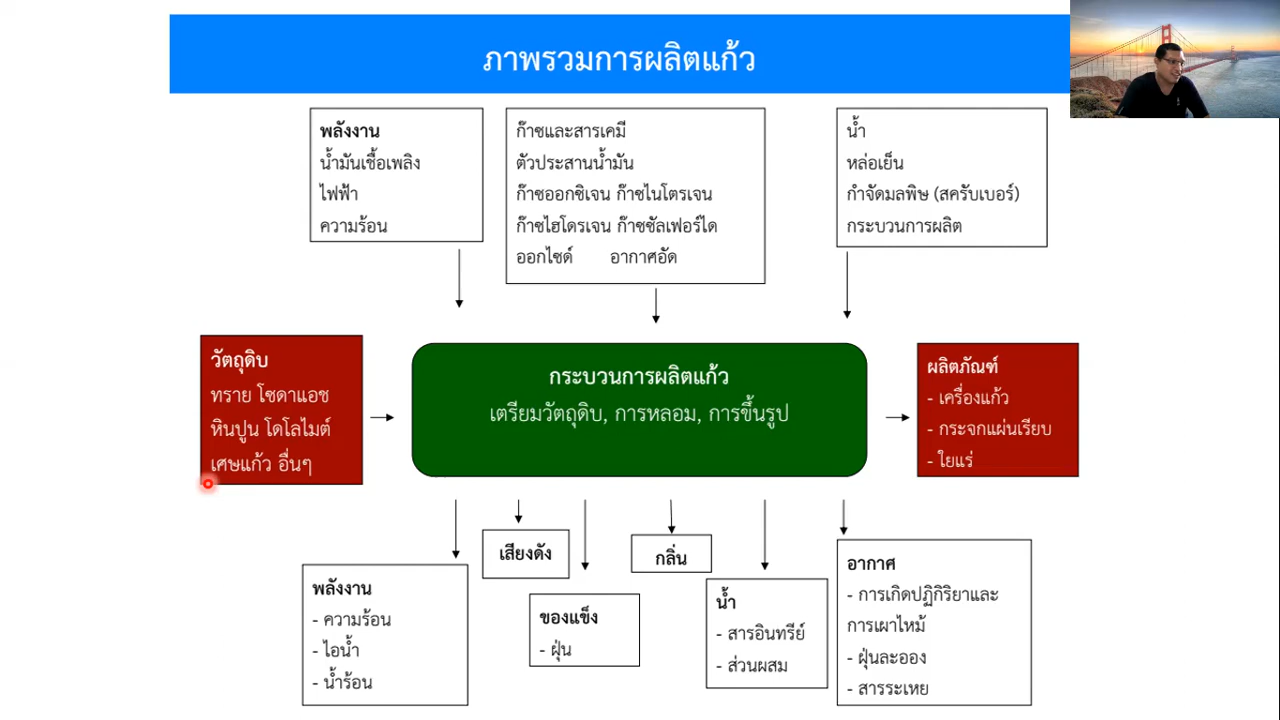 ภาพรวมการผลิตแก้ว
พลังงาน
น้ำมันเชื้อเพลิง
ไฟฟ้า
ความร้อน
ก๊าซและสารเคมี
ตัวประสานน้ำมัน
ก๊าซออกซิเจน ก๊าซไนโตรเจน
ก๊าซไฮโดรเจน ก๊าซซัลเฟอร์ได
ออกไซด์ อากาศอัด
น้ำ
หล่อเย็น
กำจัดมลพิษ (สครับเบอร์)
กระบวนการผลิต
วัตถุดิบ
ทราย โซดาแอช
หินปูน โดโลไมต์
เศษแก้ว อื่นๆ
กระบวนการผลิตแก้ว
เตรียมวัตถุดิบ, การหลอม, การขึ้นรูป
ผลิตภัณฑ์
- เครื่องแก้ว
- กระจกแผ่นเรียบ
- ใยแร่
พลังงาน
- ความร้อน
- ไอน้ำ
- น้ำร้อน
เสียงดัง
ของแข็ง
- ฝุ่น
กลิ่น
น้ำ
- สารอินทรีย์
- ส่วนผสม
อากาศ
- การเกิดปฏิกิริยาและ
การเผาไหม้
- ฝุ่นละออง
- สารระเหย